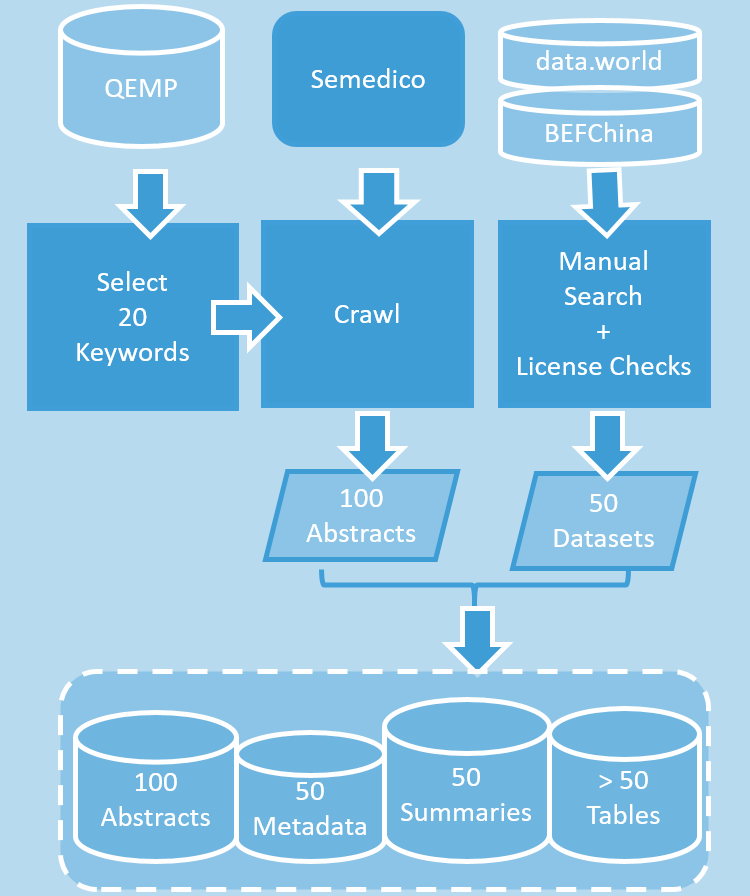 QEMP
Semedico
data.world
BEFChina
Select
20
Keywords
Crawl
Manual
Search
+
License Checks
100
Abstracts
50
Datasets
100
Abstracts
50
Metadata
50
Summaries
> 50
Tables